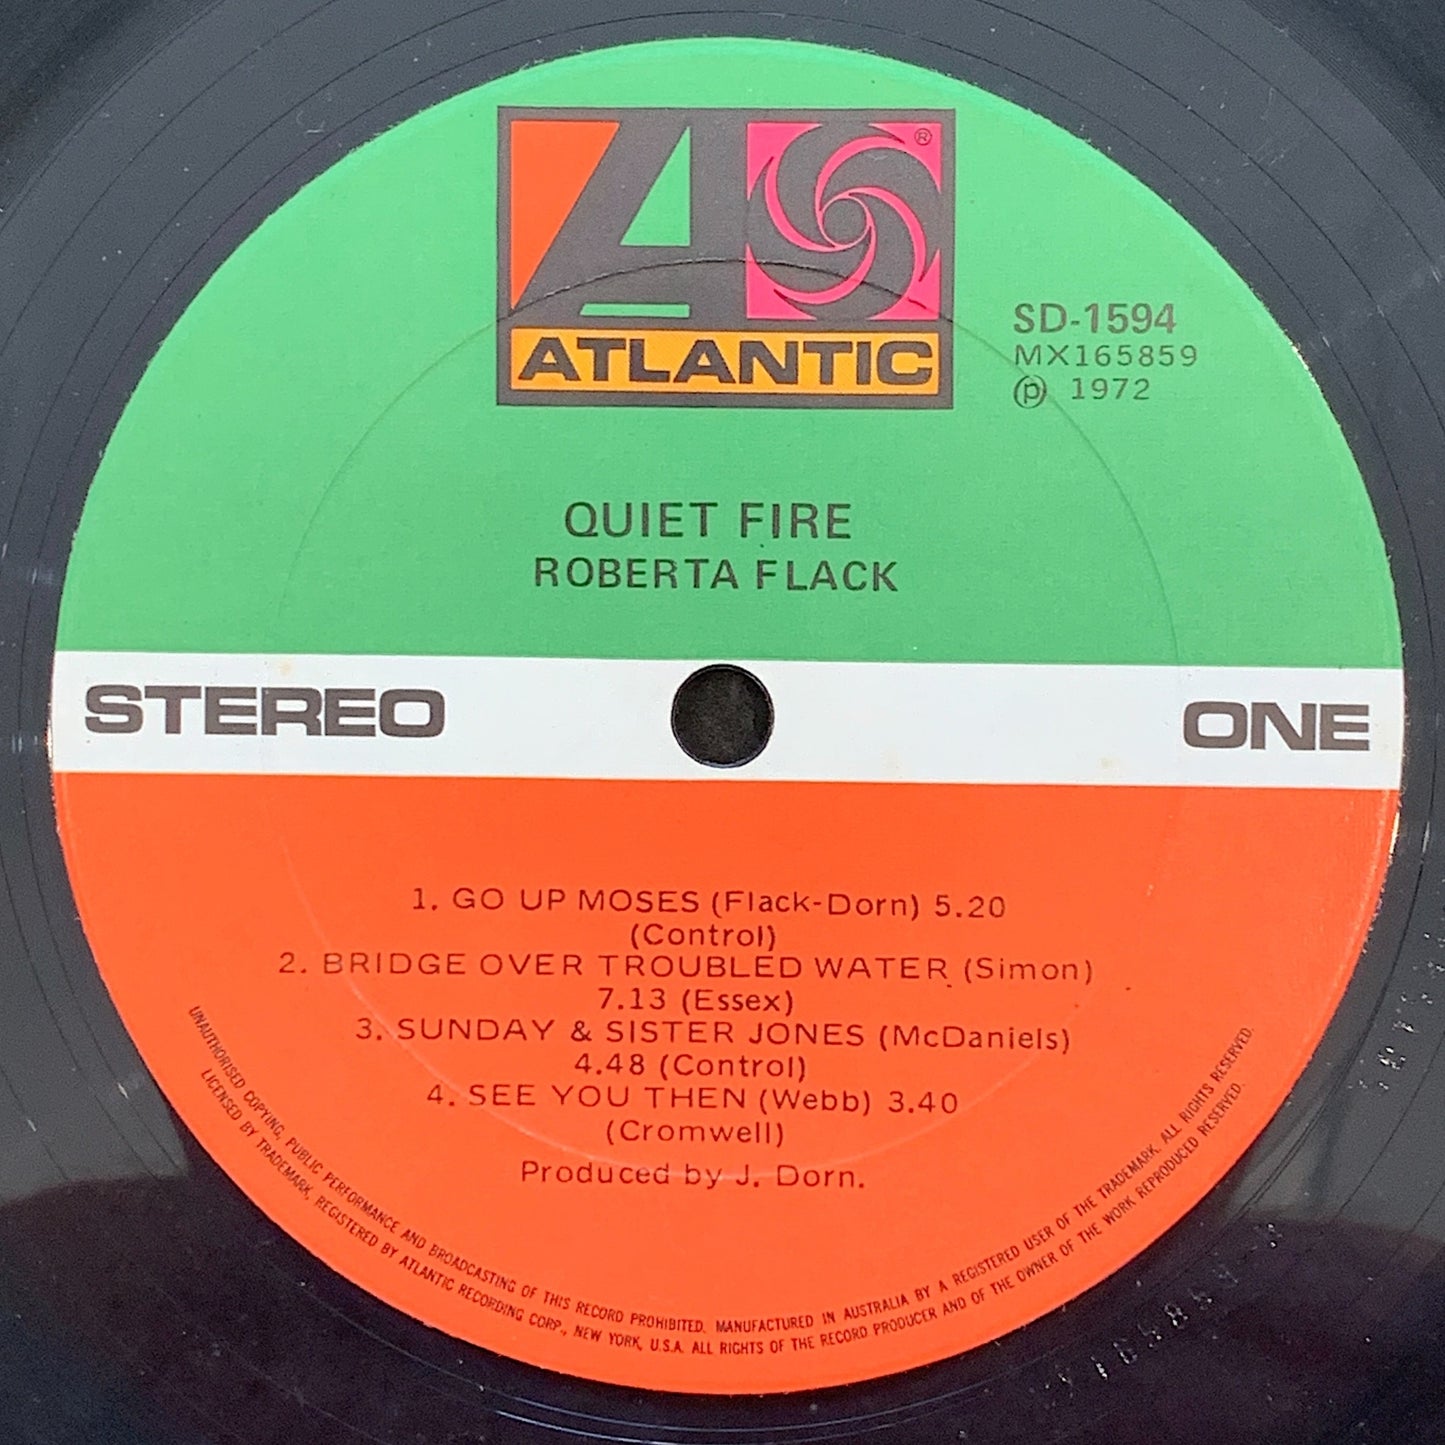 ®
ATLANTIC
SD-1594
MX165859
℗ 1972
QUIET FIRE
ROBERTA FLACK
STEREO
ONE
1. GO UP MOSES (Flack-Dorn) 5.20
(Control)
2. BRIDGE OVER TROUBLED WATER (Simon)
7.13 (Essex)
3. SUNDAY & SISTER JONES (McDaniels)
4.48 (Control)
4. SEE YOU THEN (Webb) 3.40
(Cromwell)
Produced by J. Dorn.
UNAUTHORISED COPYING, PUBLIC PERFORMANCE AND BROADCASTING OF THIS RECORD PROHIBITED. MANUFACTURED IN AUSTRALIA BY A REGISTERED USER OF THE TRADEMARK. ALL RIGHTS RESERVED.
LICENSED BY TRADEMARK, REGISTERED BY ATLANTIC RECORDING CORP., NEW YORK, U.S.A. ALL RIGHTS OF THE RECORD PRODUCER AND OF THE OWNER OF THE WORK REPRODUCED RESERVED.